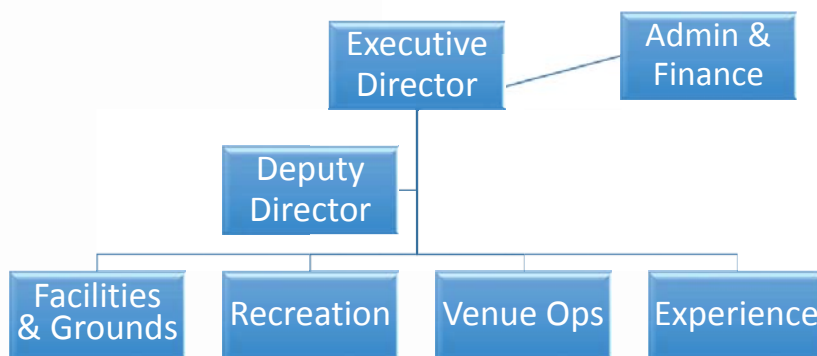 Executive
Director
Admin &
Finance
Deputy
Director
Facilities
& Grounds
Recreation
Venue Ops
Experience